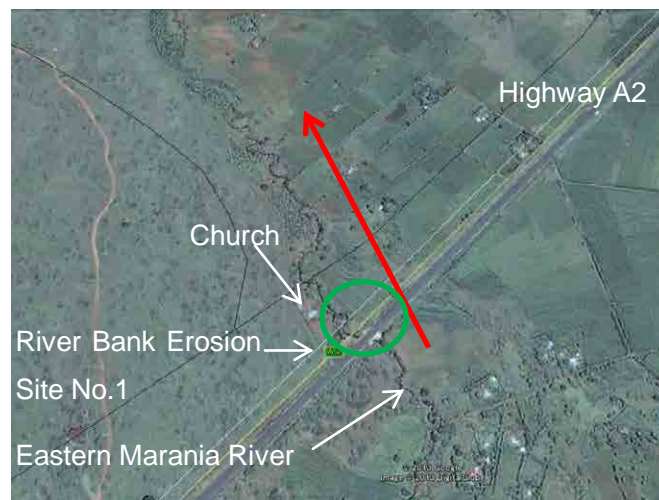 Highway A2
Church
River Bank Erosion
Site No.1
Eastern Marania River